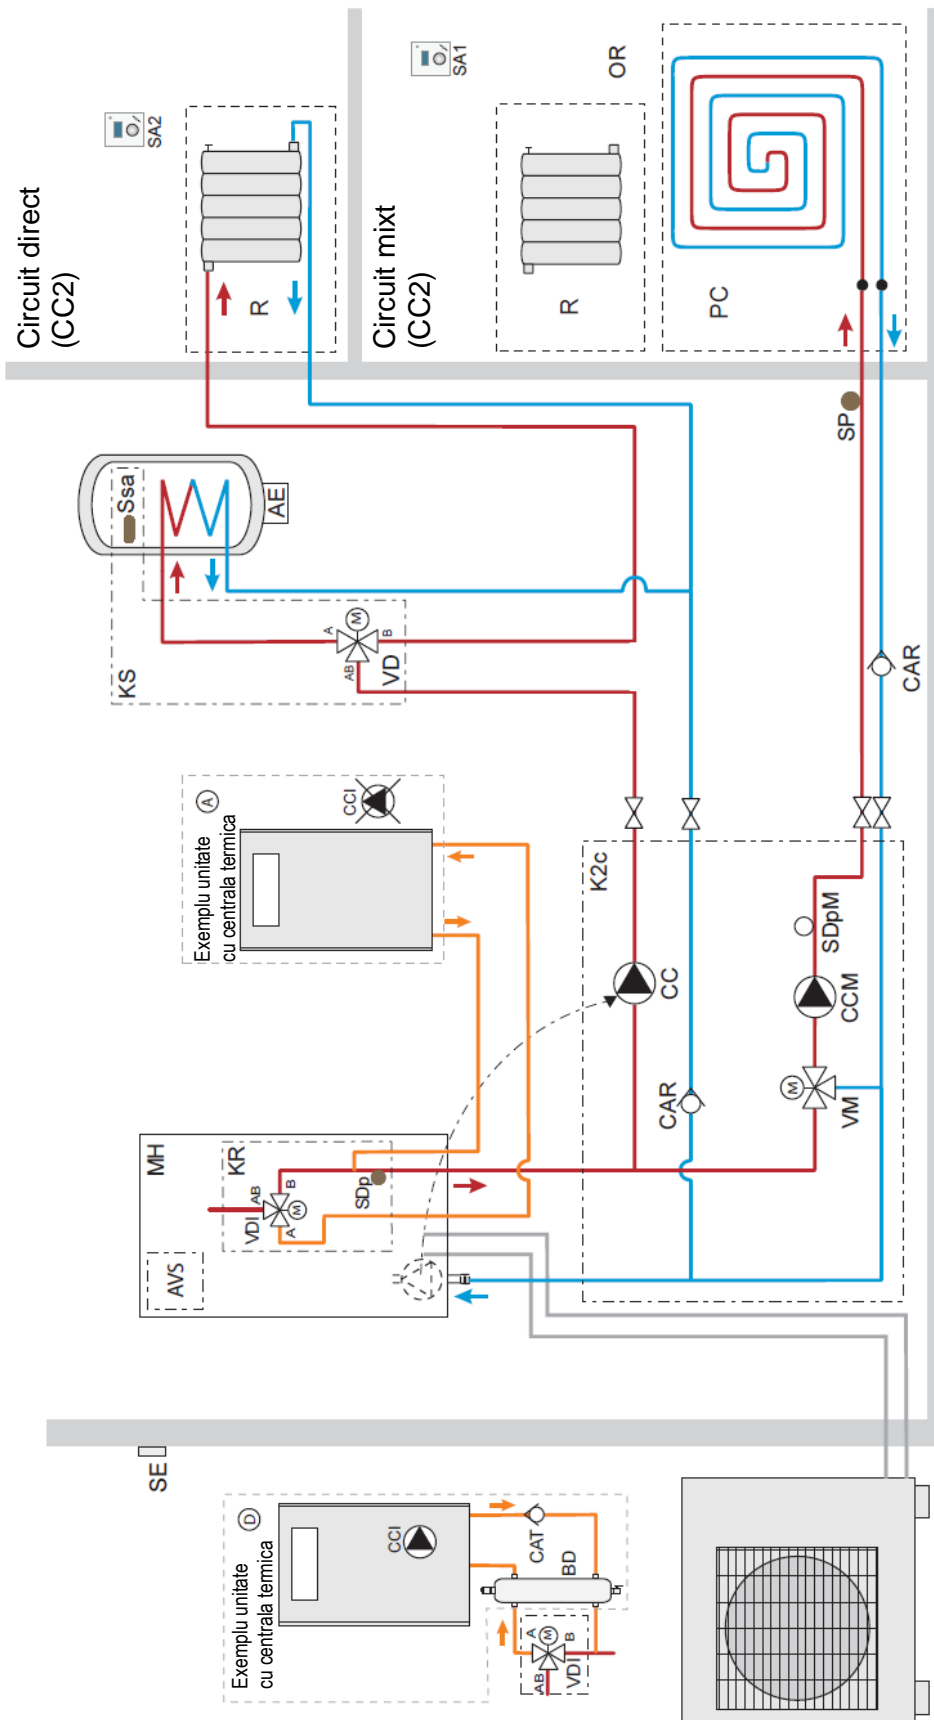 Circuit direct
(CC2)
SA2
R
Circuit mixt
(CC2)
SA1
OR
R
PC
Ssa
AE
KS
A
M
B
AB
VD
SP
CAR
A
Exemplu unitate
cu centrala termica
CCI
K2c
CC
CAR
SDpM
CCM
M
VM
MH
KR
AB
B
VDI
M
A
SDp
AVS
SE
D
Exemplu unitate
cu centrala termica
CCI
CAT
BD
A
M
B
AB
VDI